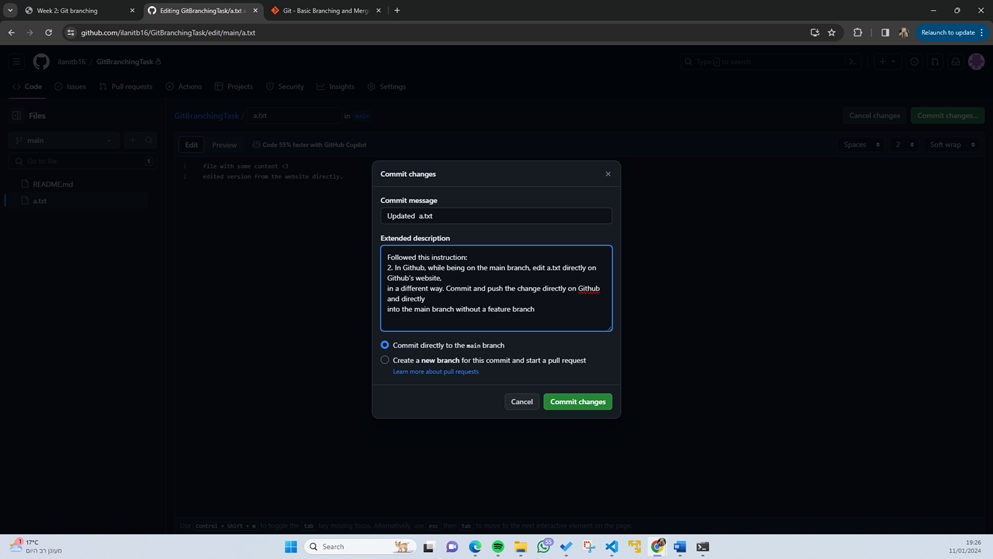 Week 2: Git branching
Editing GitBranchingTask/a.txt a
Git - Basic Branching and Merg
github.com/ilanitb16/GitBranchingTask/edit/main/a.txt
Relaunch to update
ilanitb16 / GitBranchingTask
Type / to search
Code
Issues
Pull requests
Actions
Projects
Security
Insights
Settings
Files
GitBranchingTask / a.txt in main
Cancel changes
Commit changes...
main
Edit
Preview
Code 55% faster with GitHub Copilot
Spaces
2
Soft wrap
Go to file
t
1 file with some content <3
2 edited version from the website directly.
README.md
a.txt
Commit changes
Commit message
Updated a.txt
Extended description
Followed this instruction:
2. In Github, while being on the main branch, edit a.txt directly on
Github's website,
in a different way. Commit and push the change directly on Github
and directly
into the main branch without a feature branch
Commit directly to the main branch
Create a new branch for this commit and start a pull request
Learn more about pull requests
Cancel
Commit changes
Use Control + Shift + m to toggle the tab key moving focus. Alternatively, use esc then tab to move to the next interactive element on the page.
1
17°C
מעונן רב היום
Search
55
19:26
11/01/2024